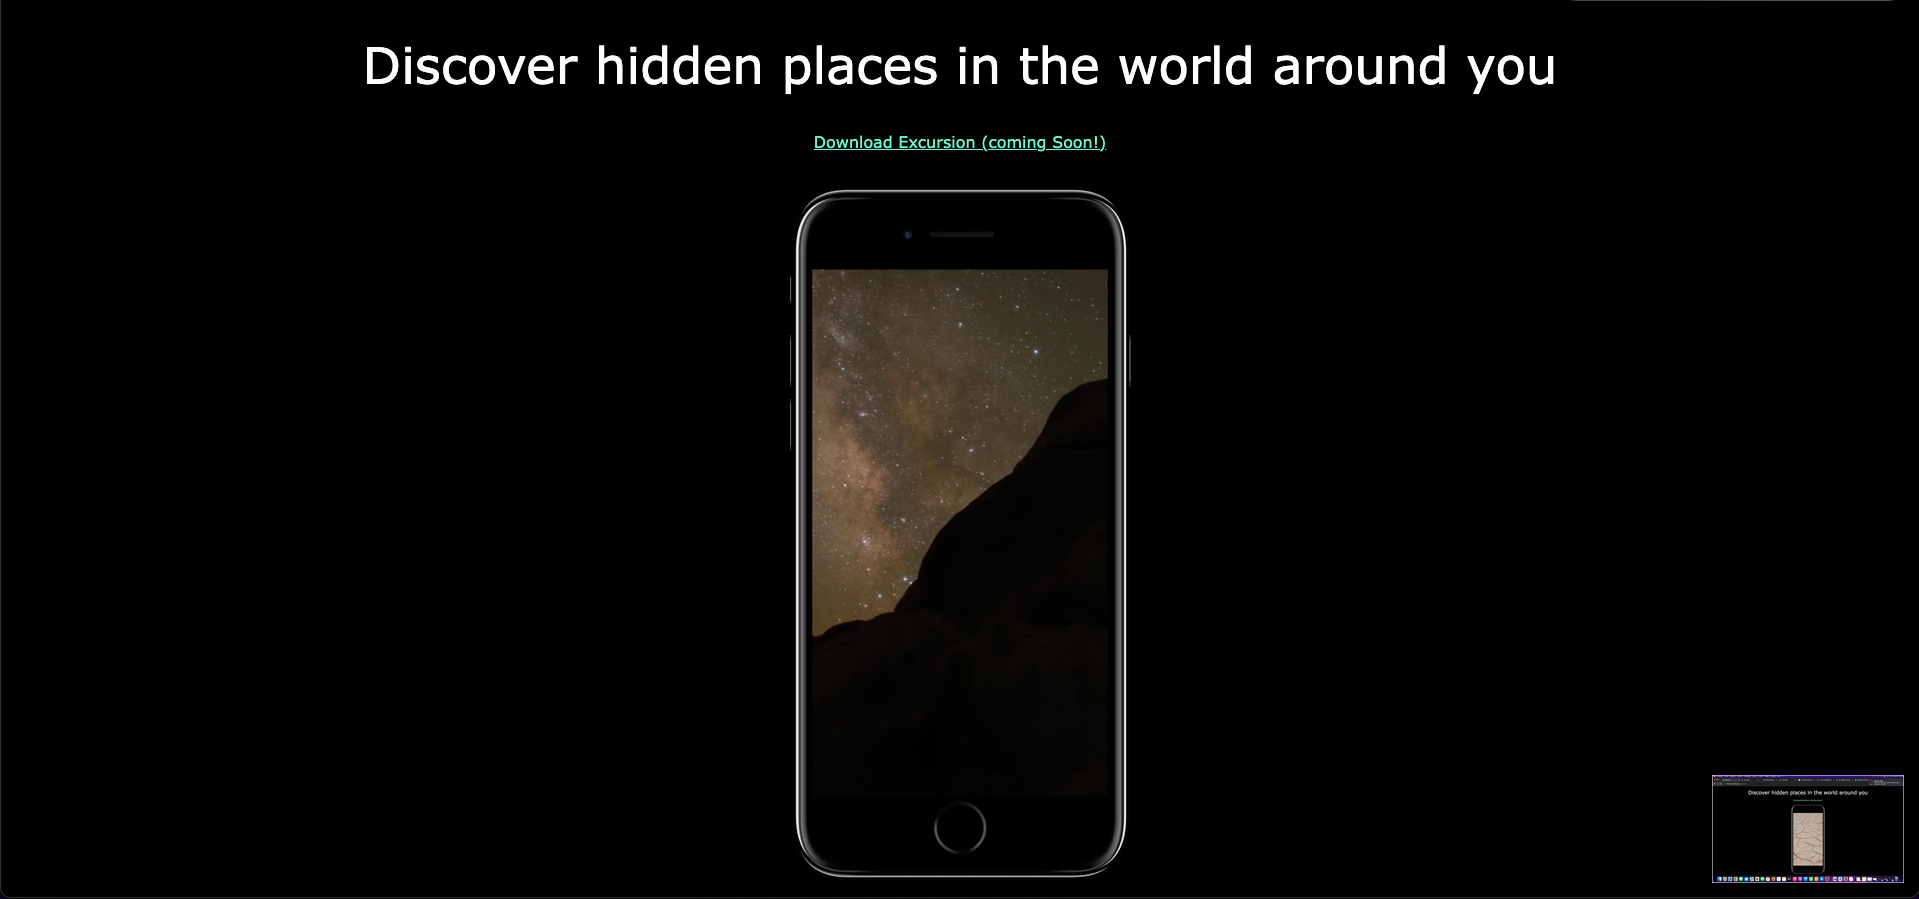 Discover hidden places in the world around you
Download Excursion (coming Soon!)
Discover hidden places in the world around you